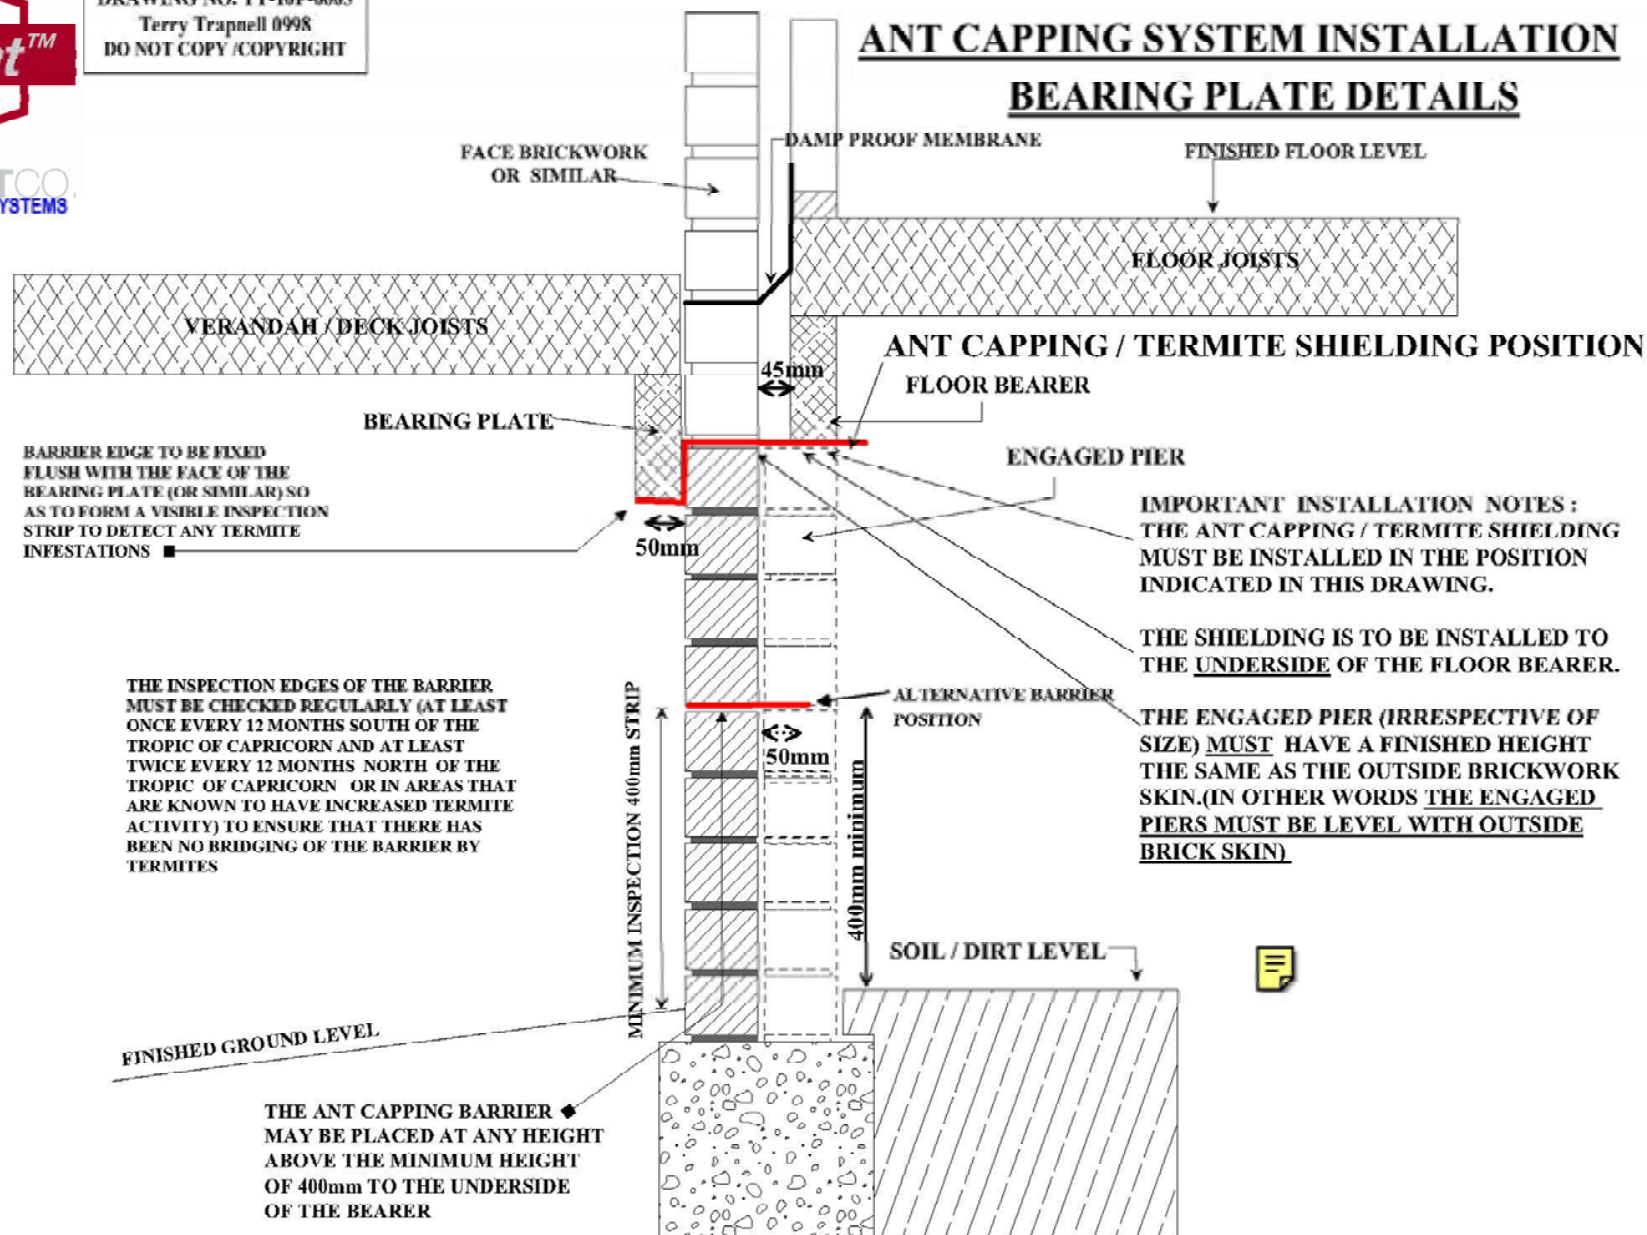 Terry Trapnell 0998
DO NOT COPY /COPYRIGHT
t™
TCO.
YSTEMS
ANT CAPPING SYSTEM INSTALLATION
BEARING PLATE DETAILS
FACE BRICKWORK
OR SIMILAR
DAMP PROOF MEMBRANE
FINISHED FLOOR LEVEL
FLOOR JOISTS
VERANDAH / DECK JOISTS
ANT CAPPING / TERMITE SHIELDING POSITION
45mm
FLOOR BEARER
BEARING PLATE
BARRIER EDGE TO BE FIXED
FLUSH WITH THE FACE OF THE
BEARING PLATE (OR SIMILAR) SO
AS TO FORM A VISIBLE INSPECTION
STRIP TO DETECT ANY TERMITE
INFESTATIONS ■
50mm
ENGAGED PIER
IMPORTANT INSTALLATION NOTES :
THE ANT CAPPING / TERMITE SHIELDING
MUST BE INSTALLED IN THE POSITION
INDICATED IN THIS DRAWING.
THE SHIELDING IS TO BE INSTALLED TO
THE UNDERSIDE OF THE FLOOR BEARER.
THE ENGAGED PIER (IRRESPECTIVE OF
SIZE) MUST HAVE A FINISHED HEIGHT
THE SAME AS THE OUTSIDE BRICKWORK
SKIN.(IN OTHER WORDS THE ENGAGED
PIERS MUST BE LEVEL WITH OUTSIDE
BRICK SKIN)
THE INSPECTION EDGES OF THE BARRIER
MUST BE CHECKED REGULARLY (AT LEAST
ONCE EVERY 12 MONTHS SOUTH OF THE
TROPIC OF CAPRICORN AND AT LEAST
TWICE EVERY 12 MONTHS NORTH OF THE
TROPIC OF CAPRICORN OR IN AREAS THAT
ARE KNOWN TO HAVE INCREASED TERMITE
ACTIVITY) TO ENSURE THAT THERE HAS
BEEN NO BRIDGING OF THE BARRIER BY
TERMITES
MINIMUM INSPECTION 400mm STRIP
ALTERNATIVE BARRIER
POSITION
50mm
400mm minimum
SOIL / DIRT LEVEL
FINISHED GROUND LEVEL
THE ANT CAPPING BARRIER ◆
MAY BE PLACED AT ANY HEIGHT
ABOVE THE MINIMUM HEIGHT
OF 400mm TO THE UNDERSIDE
OF THE BEARER